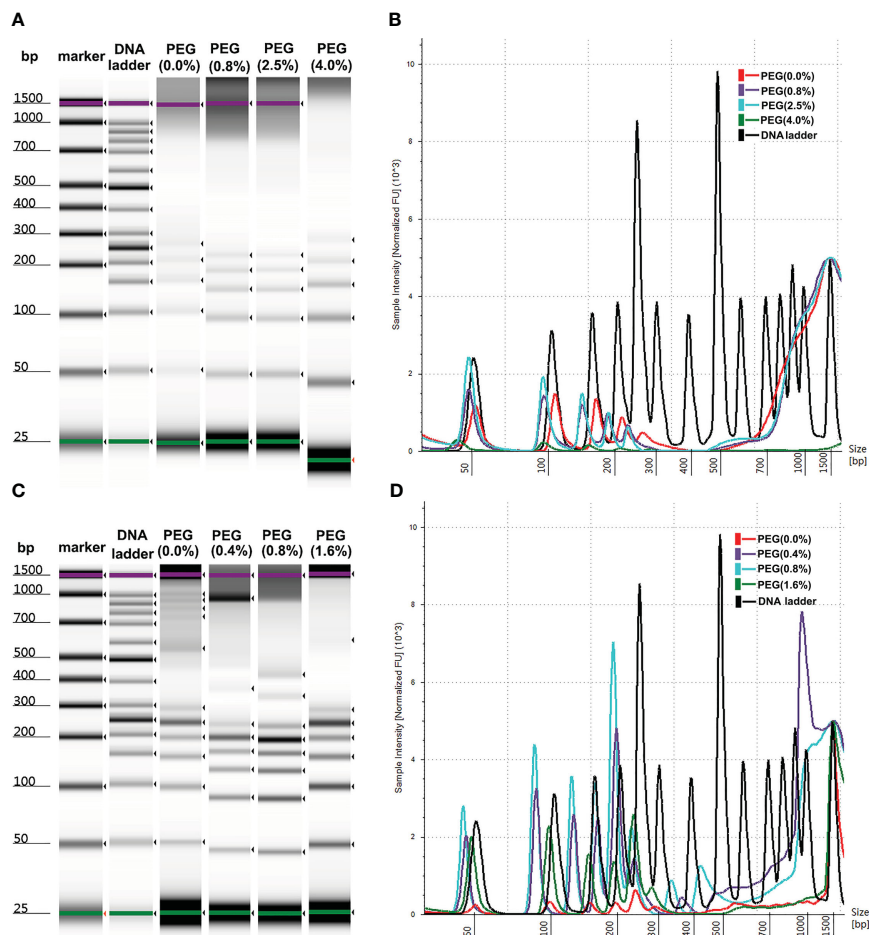 A
bp marker DNA ladder PEG (0.0%) PEG (0.8%) PEG (2.5%) PEG (4.0%)
1500
1000
700
500
400
300
200
100
50
25
B
Sample Intensity [Normalized FU] (10^3)
10
8
6
4
2
0
PEG(0.0%)
PEG(0.8%)
PEG(2.5%)
PEG(4.0%)
DNA ladder
50 100 200 300 400 500 700 1000 1500 Size [bp]
C
bp marker DNA ladder PEG (0.0%) PEG (0.4%) PEG (0.8%) PEG (1.6%)
1500
1000
700
500
400
300
200
100
50
25
D
Sample Intensity [Normalized FU] (10^3)
10
8
6
4
2
0
PEG(0.0%)
PEG(0.4%)
PEG(0.8%)
PEG(1.6%)
DNA ladder
50 100 200 300 400 500 700 1000 1500 Size [bp]